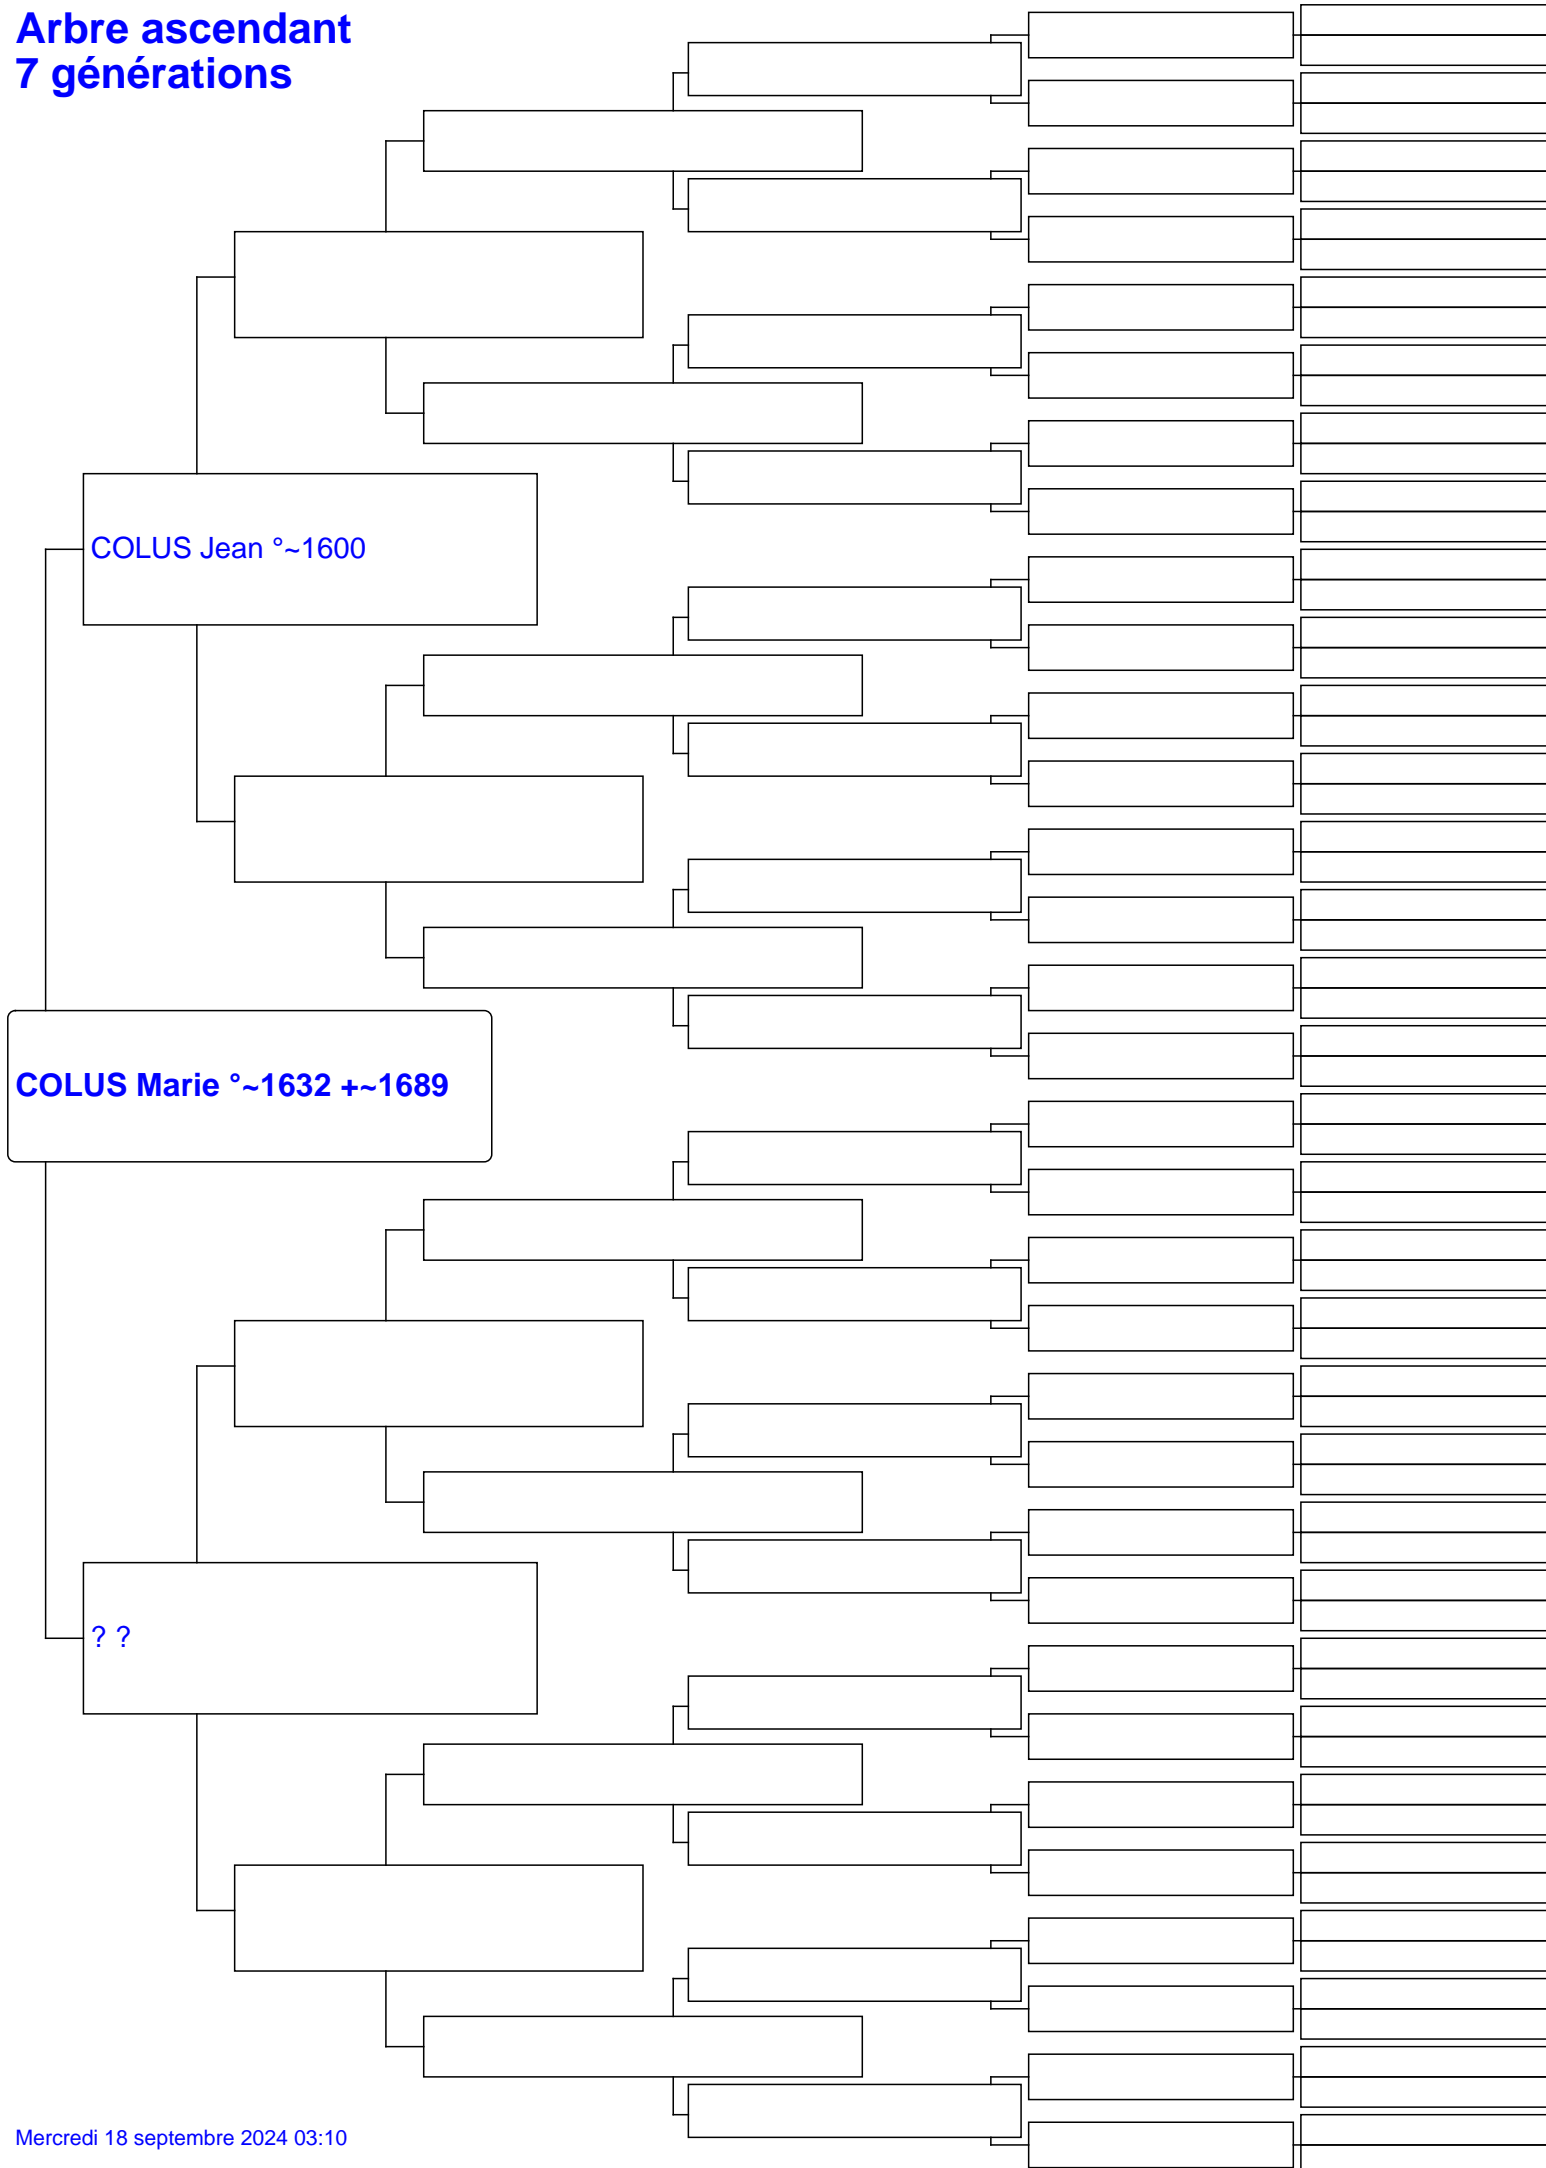 Arbre ascendant
7 générations
COLUS Jean °~1600
COLUS Marie °~1632 +~1689
? ?
Mercredi 18 septembre 2024 03:10